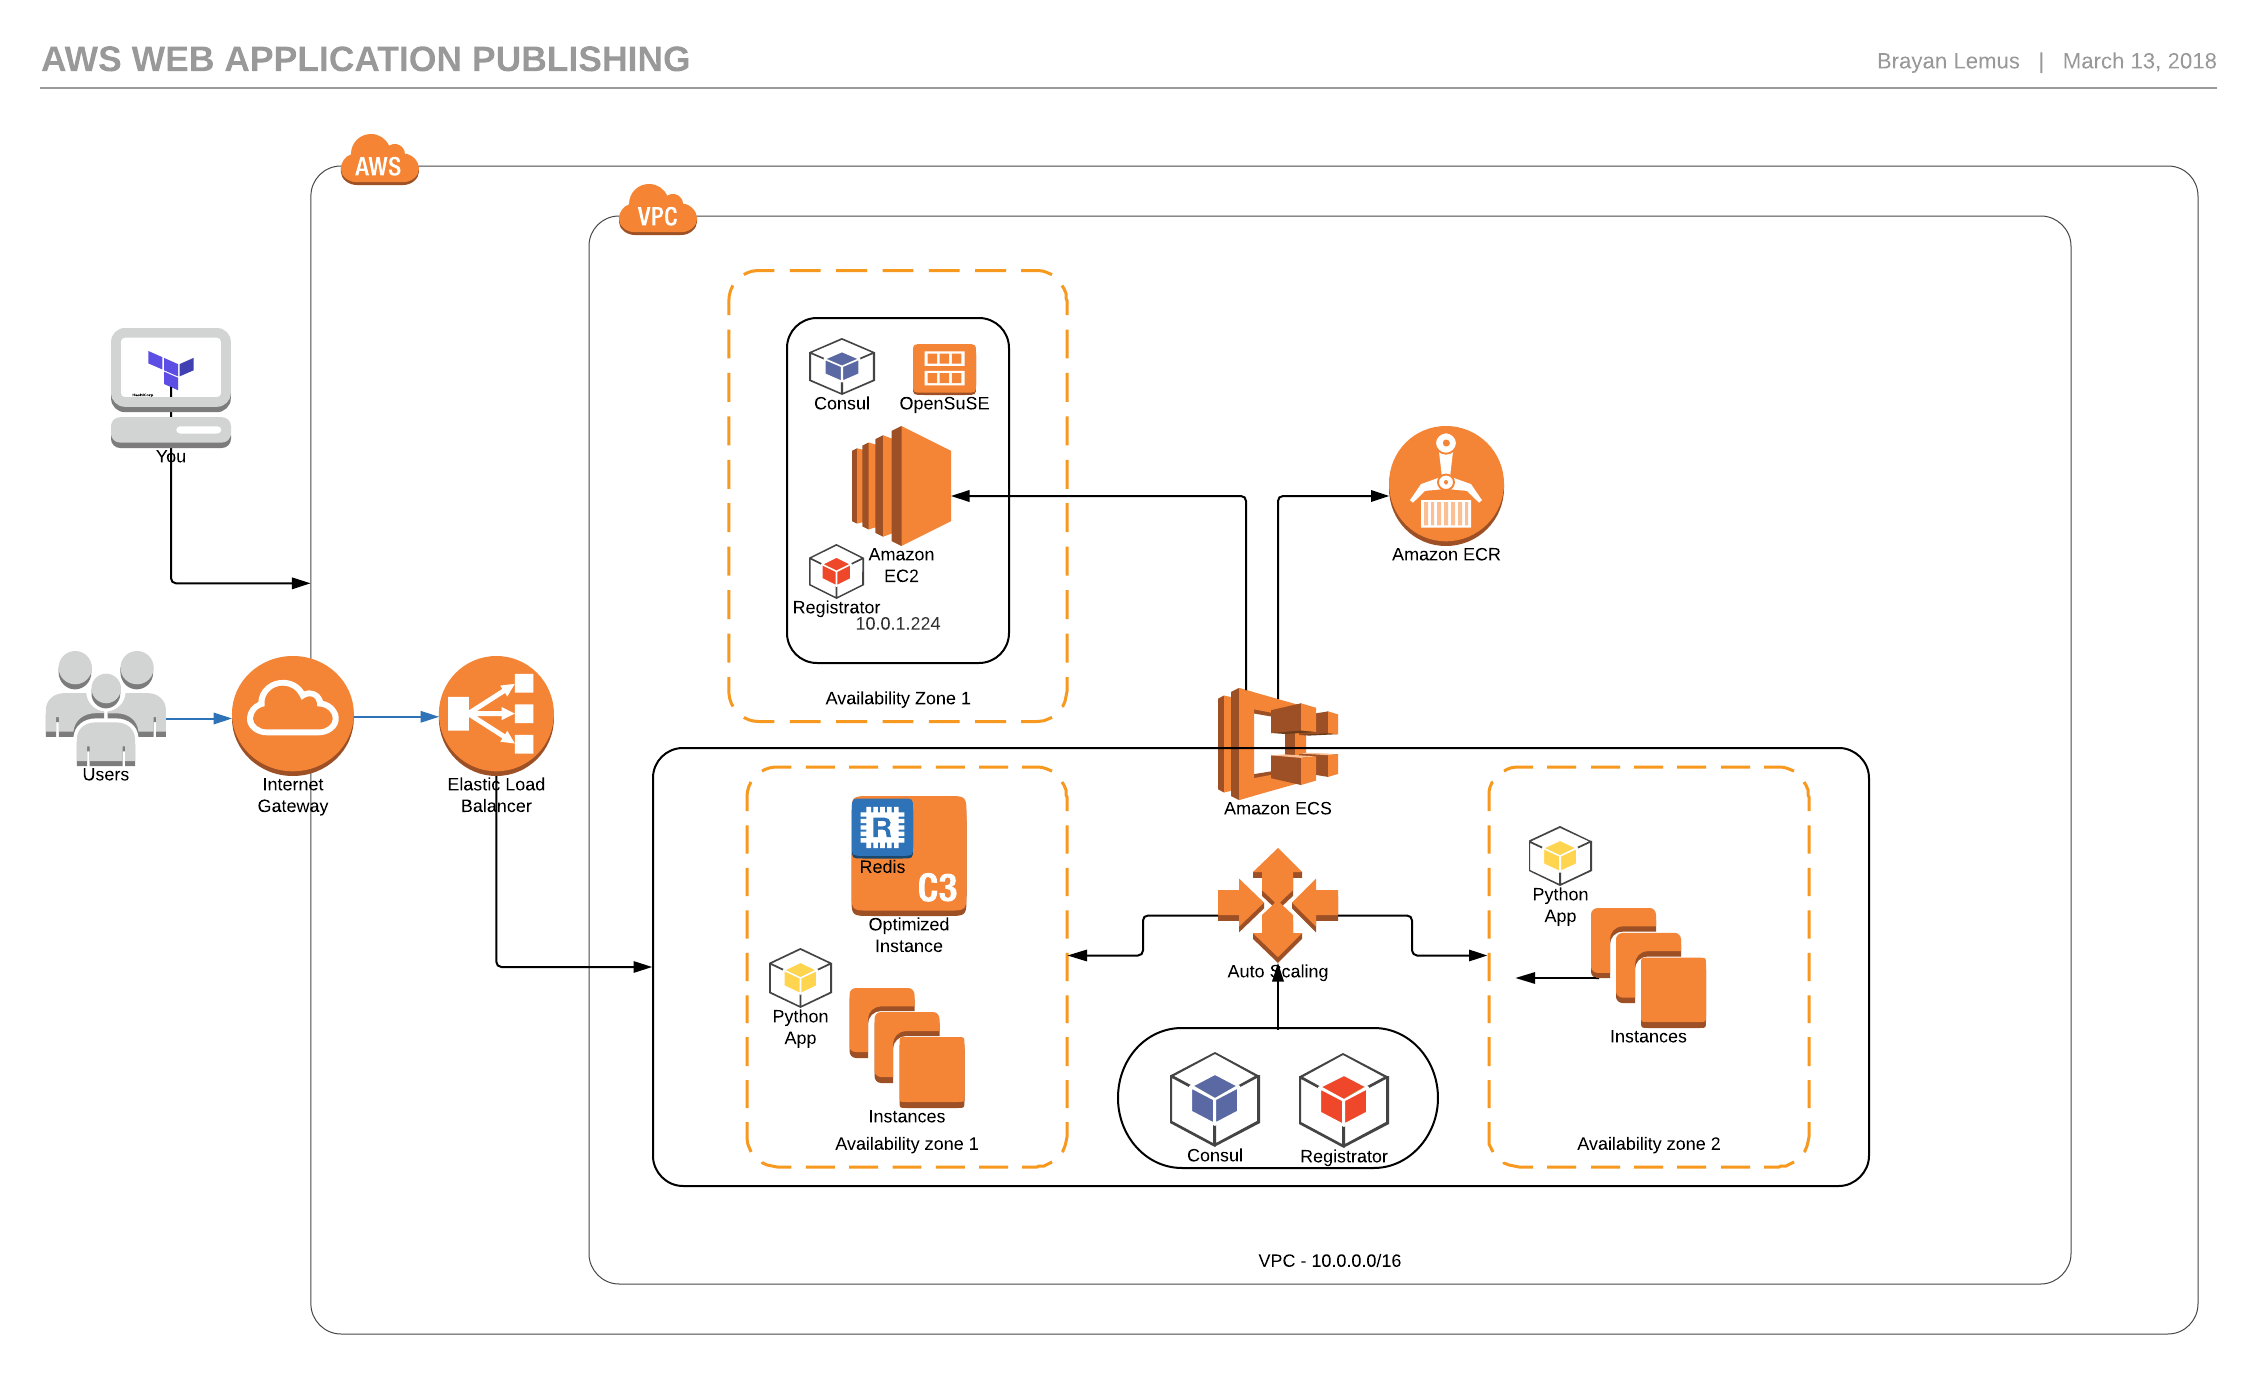 AWS WEB APPLICATION PUBLISHING
Brayan Lemus | March 13, 2018
AWS
VPC
Consul
OpenSuSE
You
Amazon
EC2
Registrator
10.0.1.224
Availability Zone 1
Amazon ECR
Users
Internet
Gateway
Elastic Load
Balancer
Amazon ECS
R
Redis
C3
Optimized
Instance
Python
App
Instances
Availability zone 1
Auto Scaling
Consul
Registrator
Python
App
Instances
Availability zone 2
VPC - 10.0.0.0/16